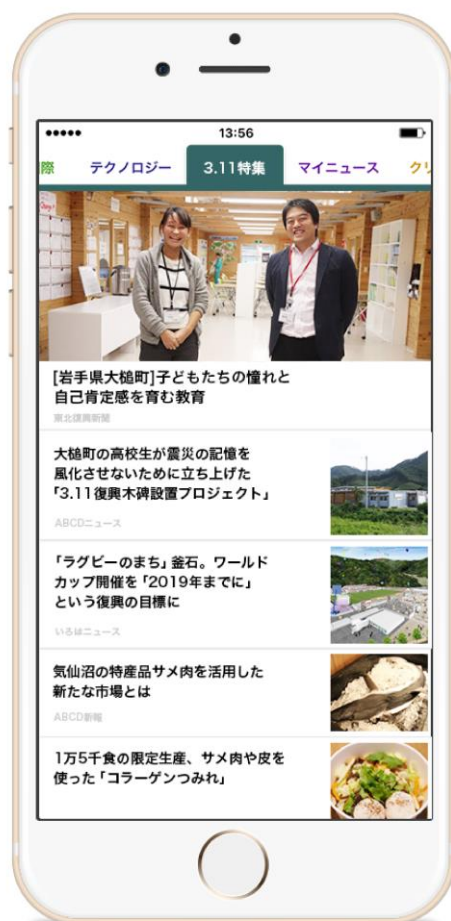 13:56
際 テクノロジー 3.11特集 マイニュース クリ
[岩手県大槌町]子どもたちの憧れと
自己肯定感を育む教育
東北復興新聞
大槌町の高校生が震災の記憶を
風化させないために立ち上げた
「3.11復興木碑設置プロジェクト」
ABCDニュース
「ラグビーのまち」釜石。ワールド
カップ開催を「2019年までに」
という復興の目標に
いろはニュース
気仙沼の特産品サメ肉を活用した
新たな市場とは
ABCD新報
1万5千食の限定生産、サメ肉や皮を
使った「コラーゲンつみれ」